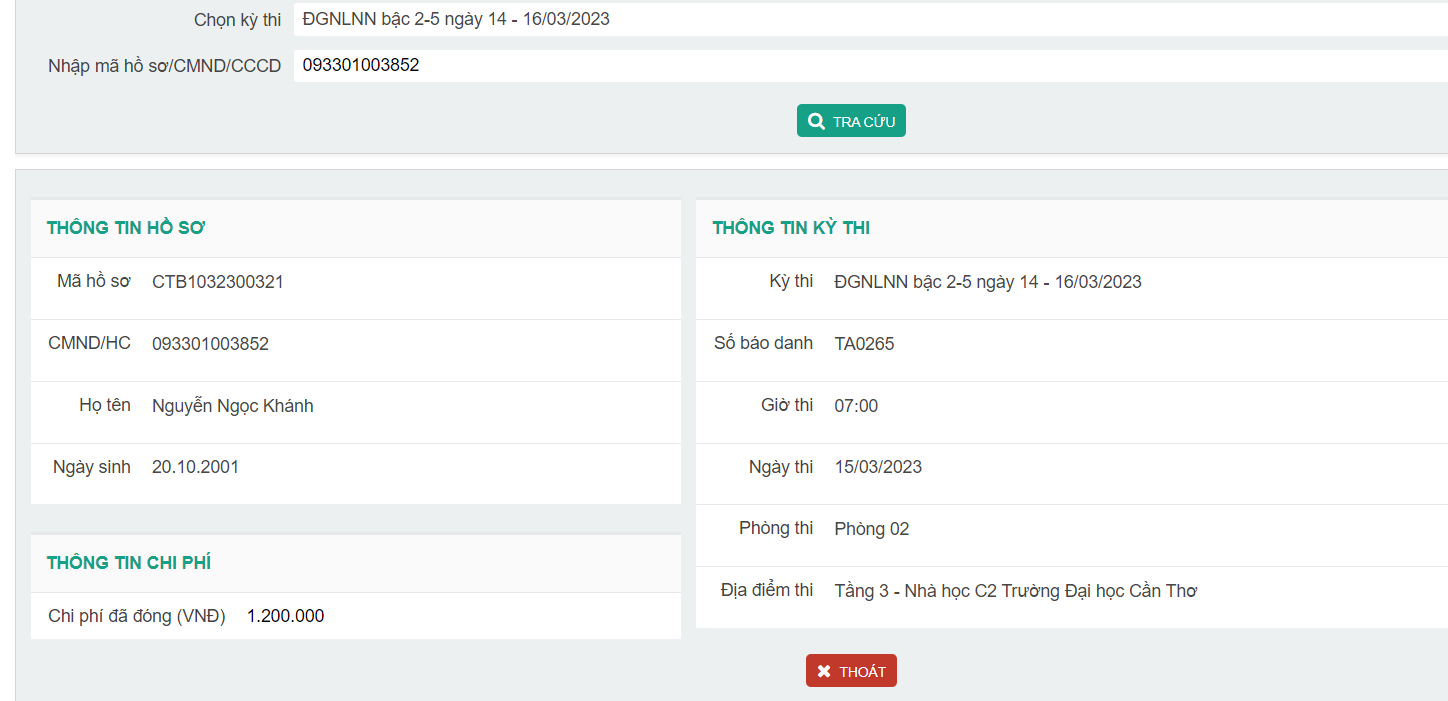 Chọn kỳ thi ĐGNLNN bậc 2-5 ngày 14 - 16/03/2023
Nhập mã hồ sơ/CMND/CCCD 093301003852
TRA CỨU
THÔNG TIN HỒ SƠ
Mã hồ sơ CTB1032300321
CMND/HC 093301003852
Họ tên Nguyễn Ngọc Khánh
Ngày sinh 20.10.2001
THÔNG TIN CHI PHÍ
Chi phí đã đóng (VNĐ) 1.200.000
THÔNG TIN KỲ THI
Kỳ thi ĐGNLNN bậc 2-5 ngày 14 - 16/03/2023
Số báo danh TA0265
Giờ thi 07:00
Ngày thi 15/03/2023
Phòng thi Phòng 02
Địa điểm thi Tầng 3 - Nhà học C2 Trường Đại học Cần Thơ
THOÁT